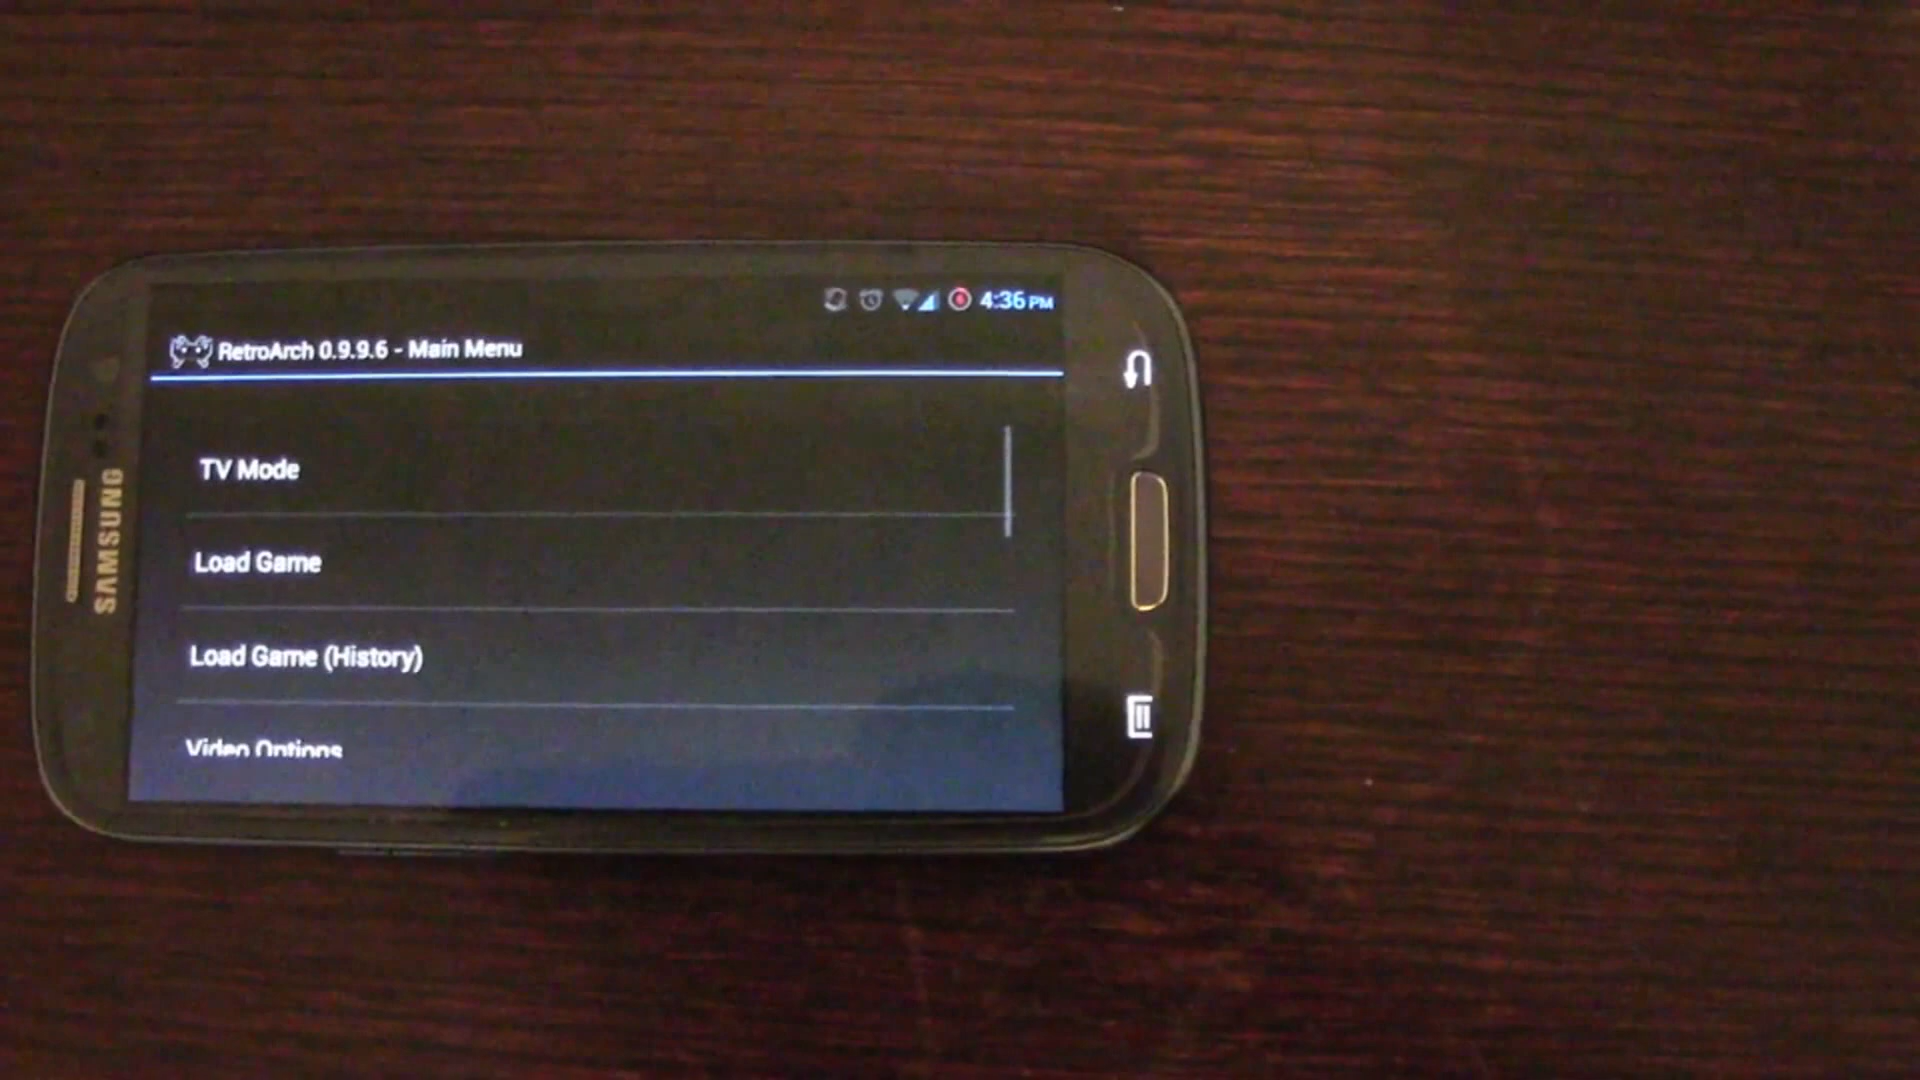 4:36 PM
RetroArch 0.9.9.6 - Main Menu
TV Mode
Load Game
Load Game (History)
Video Options
SAMSUNG